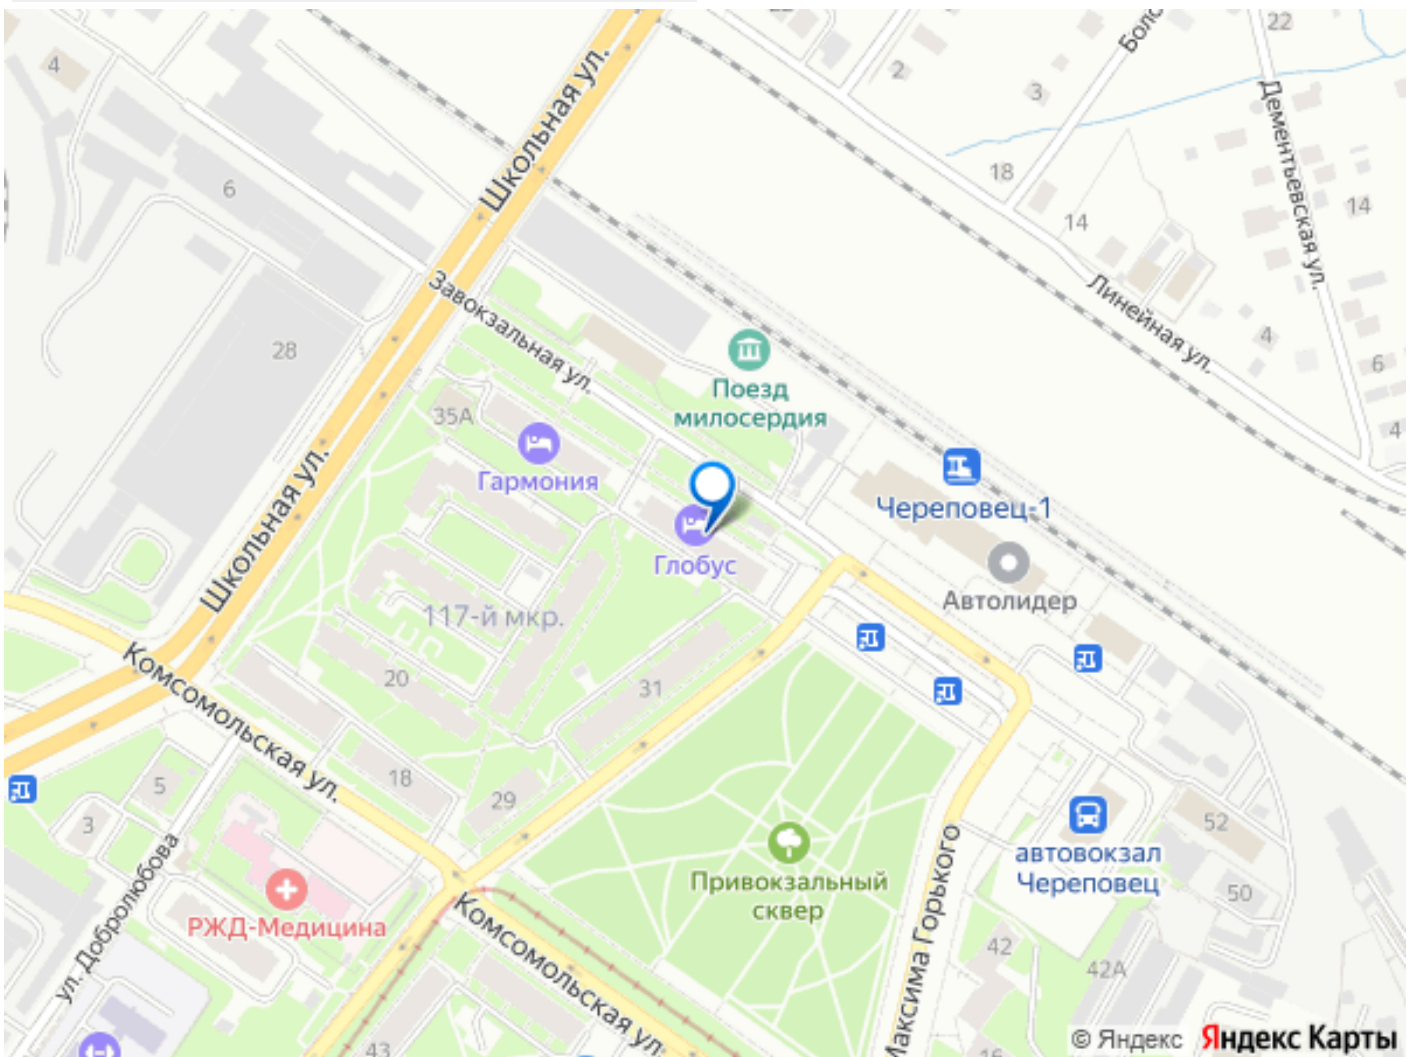 22
Боло
4
2
3
Школьная ул.
Дементьевская ул.
18
6
14
14
Завокзальная ул.
Линейная ул.
4
28
6
Поезд
милосердия
35А
4
Гармония
Череповец-1
Глобус
Автолидер
117-й мкр.
Школьная ул.
20
31
Комсомольская ул.
18
5
29
3
52
автовокзал
Череповец
Привокзальный
сквер
50
РЖД-Медицина
ул. Добролюбова
Комсомольская ул.
Максима Горького
42
42А
43
16
© Яндекс Яндекс Карты